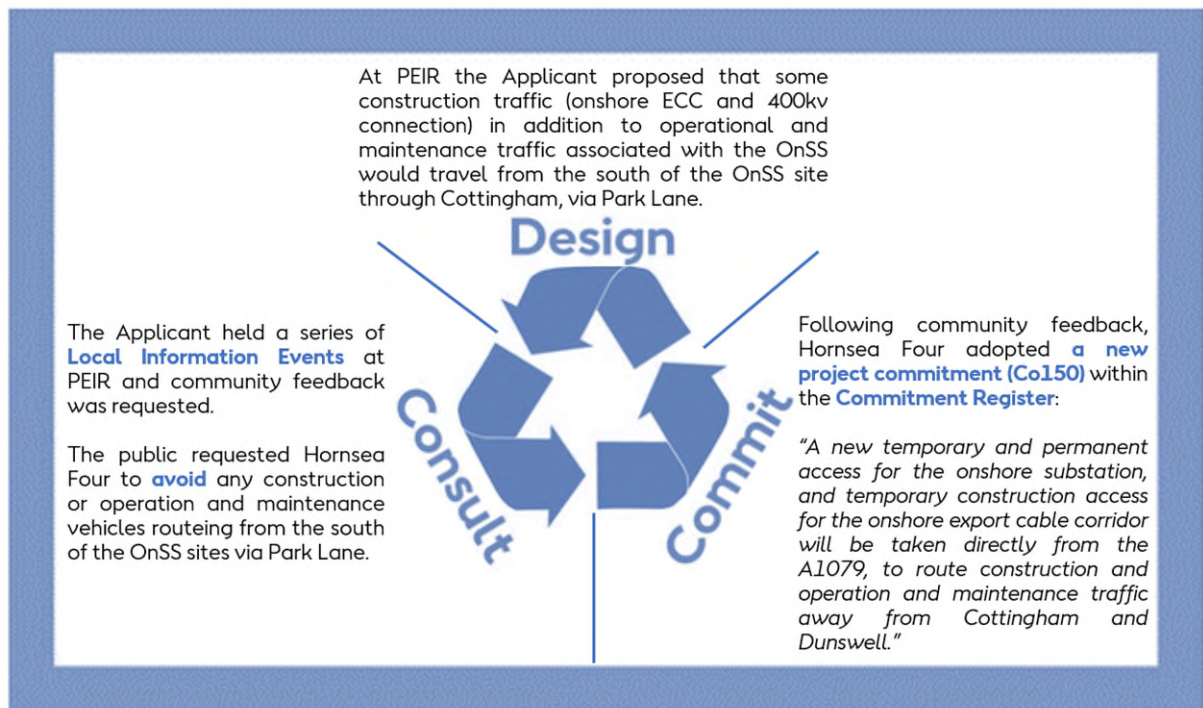 At PEIR the Applicant proposed that some
construction traffic (onshore ECC and 400kv
connection) in addition to operational and
maintenance traffic associated with the OnSS
would travel from the south of the OnSS site
through Cottingham, via Park Lane.
Design
The Applicant held a series of
Local Information Events at
PEIR and community feedback
was requested.
The public requested Hornsea
Four to avoid any construction
or operation and maintenance
vehicles routeing from the south
of the OnSS sites via Park Lane.
Consult
Commit
Following community feedback,
Hornsea Four adopted a new
project commitment (Co150) within
the Commitment Register:
"A new temporary and permanent
access for the onshore substation,
and temporary construction access
for the onshore export cable corridor
will be taken directly from the
A1079, to route construction and
operation and maintenance traffic
away from Cottingham and
Dunswell."